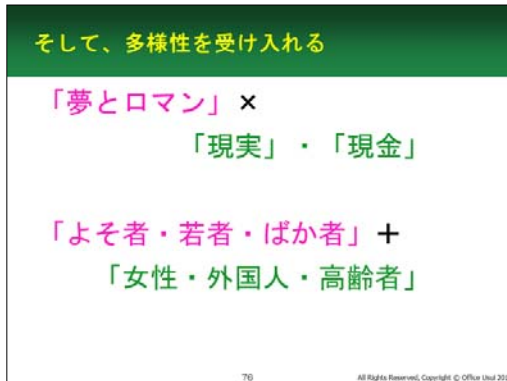 そして、多様性を受け入れる
「夢とロマン」×
「現実」・「現金」
「よそ者・若者・ばか者」＋
「女性・外国人・高齢者」
76
All Rights Reserved, Copyright © Office Usui 201